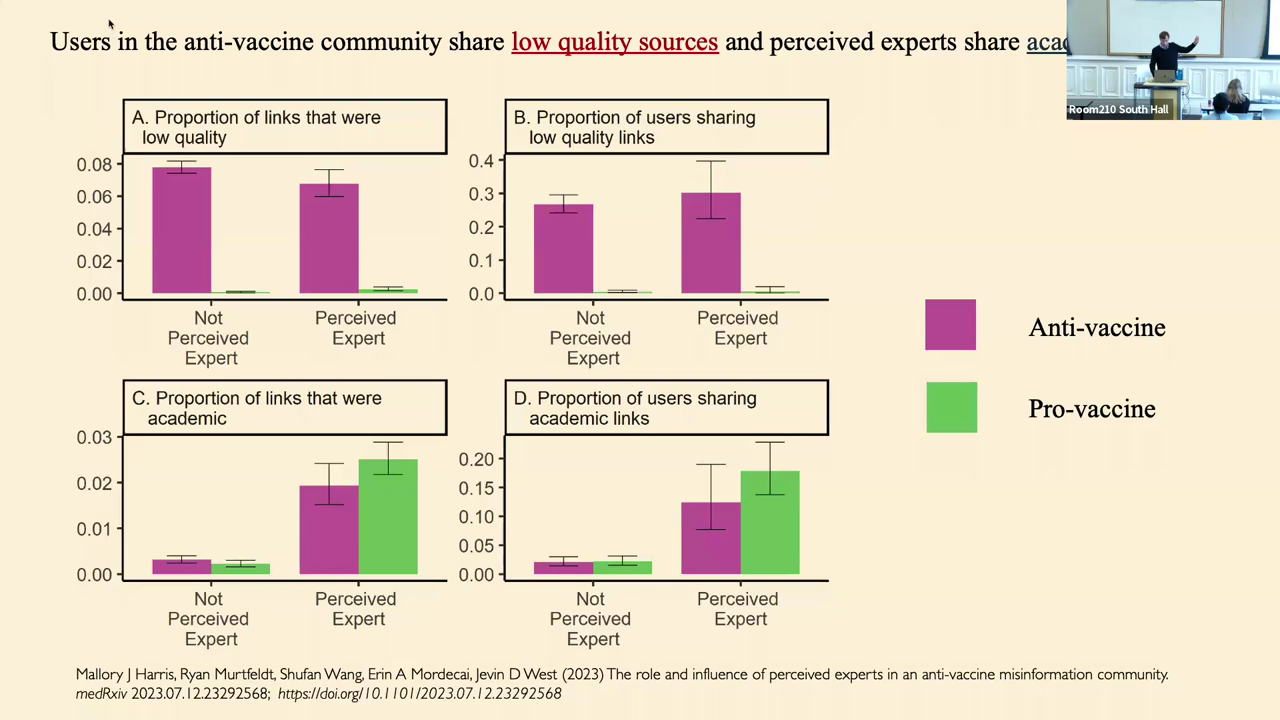 Users in the anti-vaccine community share low quality sources and perceived experts share
Room210 South Hall
A. Proportion of links that were
low quality
0.08
0.06
0.04
0.02
0.00
Not
Perceived
Expert
Perceived
Expert
B. Proportion of users sharing
low quality links
0.4
0.3
0.2
0.1
0.0
Not
Perceived
Expert
Perceived
Expert
Anti-vaccine
Pro-vaccine
C. Proportion of links that were
academic
0.03
0.02
0.01
0.00
Not
Perceived
Expert
Perceived
Expert
D. Proportion of users sharing
academic links
0.20
0.15
0.10
0.05
0.00
Not
Perceived
Expert
Perceived
Expert
Mallory J Harris, Ryan Murtfeldt, Shufan Wang, Erin A Mordecai, Jevin D West (2023) The role and influence of perceived experts in an anti-vaccine misinformation community.
medRxiv 2023.07.12.23292568; https://doi.org/10.1101/2023.07.12.23292568